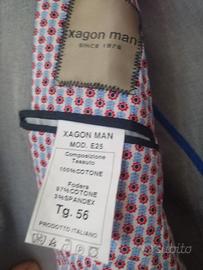 xagon man
SINCE 1976
XAGON MAN
MOD. E25
Composizione
Tessuto
100%COTONE
Fodera
97%COTONE
3%SPANDEX
Tg. 56
PRODOTTO ITALIANO
subito